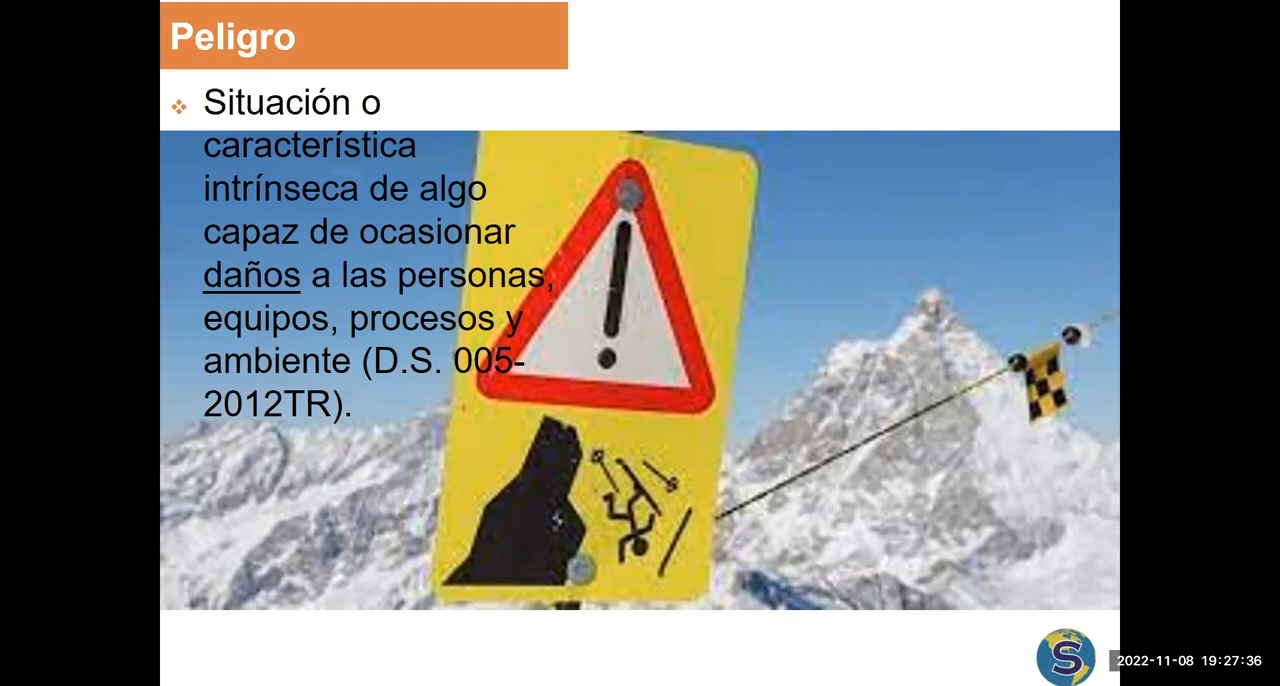 Peligro
Situación o
característica
intrínseca de algo
capaz de ocasionar
daños a las personas,
equipos, procesos y
ambiente (D.S. 005-
2012TR).
S
2022-11-08 19:27:36